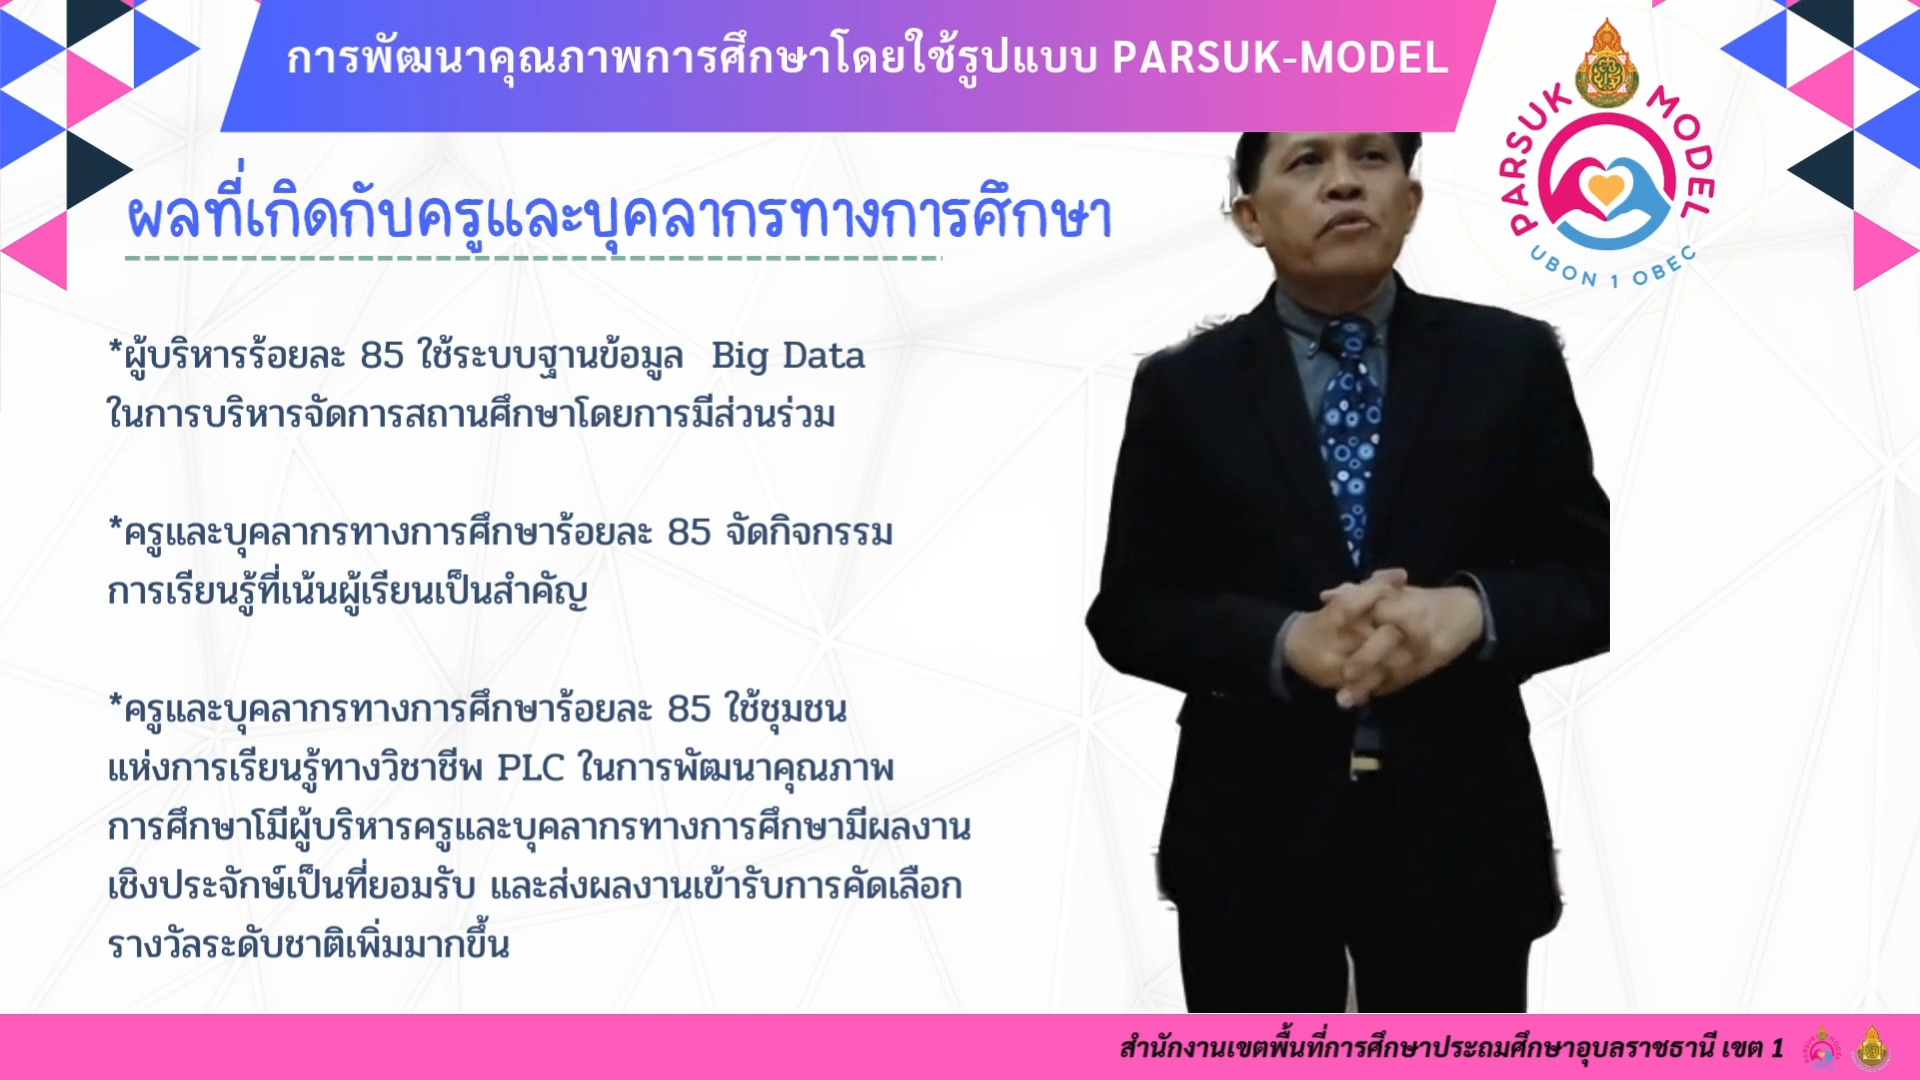 การพัฒนาคุณภาพการศึกษาโดยใช้รูปแบบ PARSUK-MODEL
PARSUK MODEL
UBON 1 OBEC
ผลที่เกิดกับครูและบุคลากรทางการศึกษา
*ผู้บริหารร้อยละ 85 ใช้ระบบฐานข้อมูล Big Data
ในการบริหารจัดการสถานศึกษาโดยการมีส่วนร่วม
*ครูและบุคลากรทางการศึกษาร้อยละ 85 จัดกิจกรรม
การเรียนรู้ที่เน้นผู้เรียนเป็นสำคัญ
*ครูและบุคลากรทางการศึกษาร้อยละ 85 ใช้ชุมชน
แห่งการเรียนรู้ทางวิชาชีพ PLC ในการพัฒนาคุณภาพ
การศึกษาโมีผู้บริหารครูและบุคลากรทางการศึกษามีผลงาน
เชิงประจักษ์เป็นที่ยอมรับ และส่งผลงานเข้ารับการคัดเลือก
รางวัลระดับชาติเพิ่มมากขึ้น
สำนักงานเขตพื้นที่การศึกษาประถมศึกษาอุบลราชธานี เขต 1